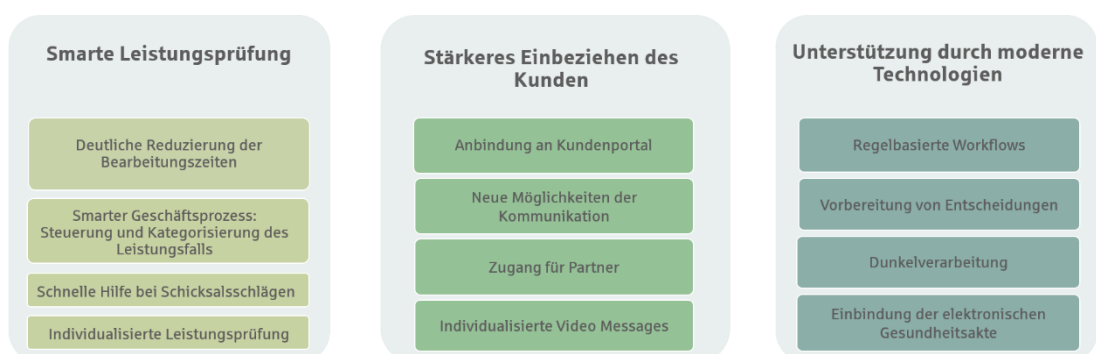 Smarte Leistungsprüfung
Deutliche Reduzierung der
Bearbeitungszeiten
Smarter Geschäftsprozess:
Steuerung und Kategorisierung des
Leistungsfalls
Schnelle Hilfe bei Schicksalsschlägen
Individualisierte Leistungsprüfung
Stärkeres Einbeziehen des
Kunden
Anbindung an Kundenportal
Neue Möglichkeiten der
Kommunikation
Zugang für Partner
Individualisierte Video Messages
Unterstützung durch moderne
Technologien
Regelbasierte Workflows
Vorbereitung von Entscheidungen
Dunkelverarbeitung
Einbindung der elektronischen
Gesundheitsakte